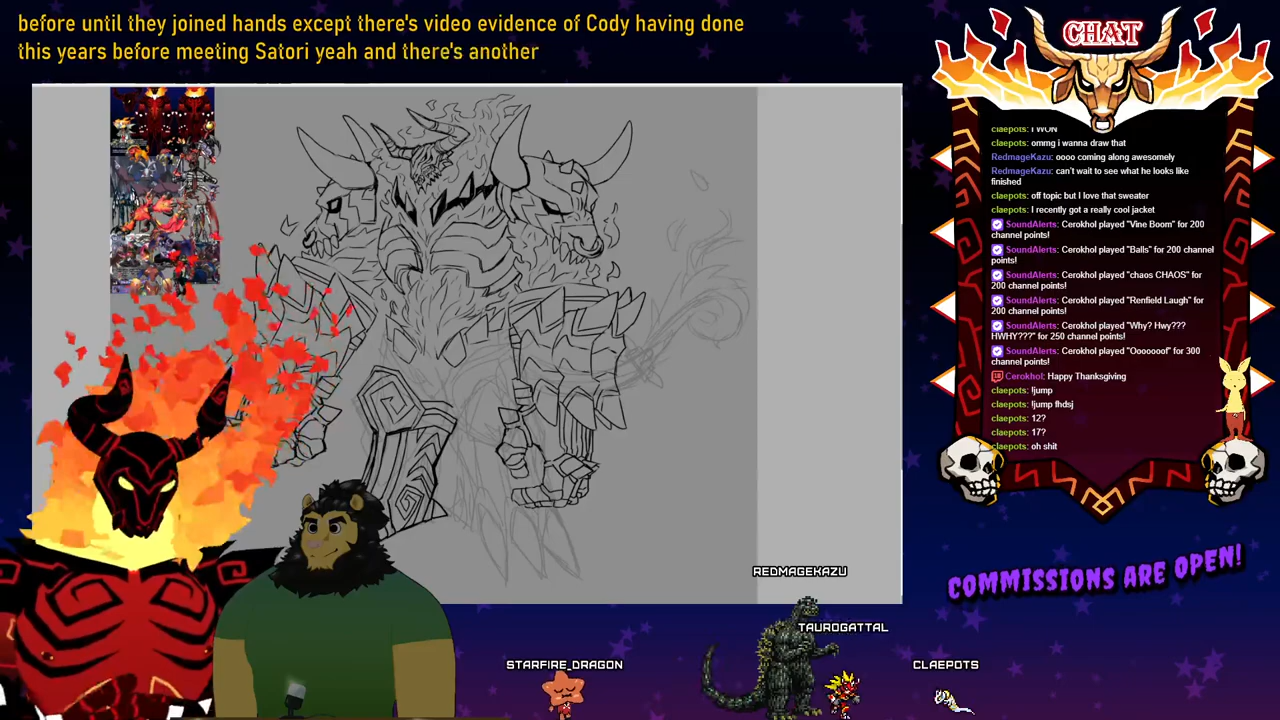 before until they joined hands except there's video evidence of Cody having done
this years before meeting Satori yeah and there's another
CHAT
claepots: I WON
claepots: ommg i wanna draw that
RedmageKazu: oooo coming along awesomely
RedmageKazu: can't wait to see what he looks like
finished
claepots: off topic but I love that sweater
claepots: I recently got a really cool jacket
SoundAlerts: Cerokhol played "Vine Boom" for 200
channel points!
SoundAlerts: Cerokhol played "Balls" for 200 channel
points!
SoundAlerts: Cerokhol played "chaos CHAOS" for
200 channel points!
SoundAlerts: Cerokhol played "Renfield Laugh" for
200 channel points!
SoundAlerts: Cerokhol played "Why? Hwy???
HWHY???" for 250 channel points!
SoundAlerts: Cerokhol played "Ooooooof" for 300
channel points!
Cerokhol: Happy Thanksgiving
claepots: !jump
claepots: !jump fhdsj
claepots: 12?
claepots: 17?
claepots: oh shit
COMMISSIONS ARE OPEN!
REDMAGEKAZU
TAUROGATTAL
STARFIRE_DRAGON
CLAEPOTS